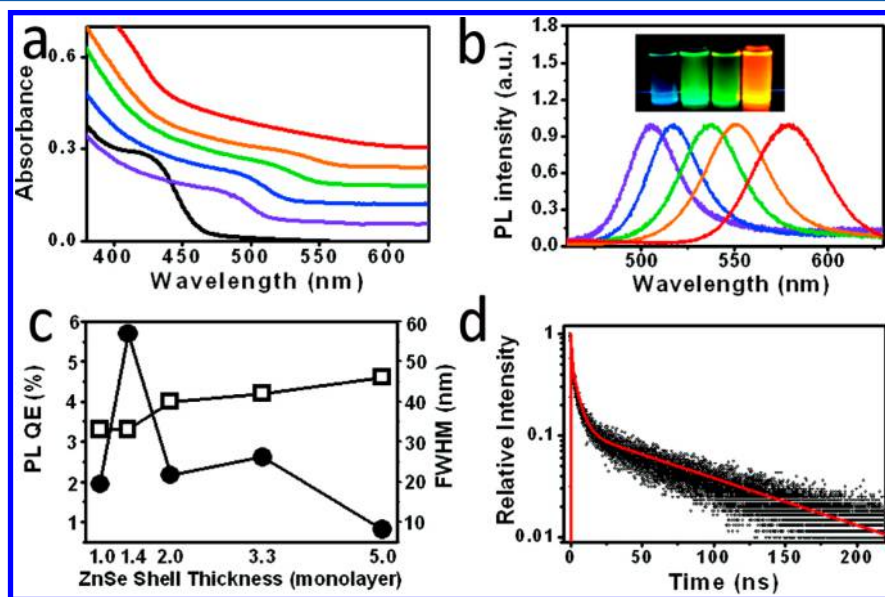 a
0.6
0.3
0.0
Absorbance
400 450 500 550 600
Wavelength (nm)
b
1.8
1.5
1.2
0.9
0.6
0.3
0.0
PL intensity (a.u.)
500 550 600
Wavelength (nm)
c
6
5
4
3
2
1
PL QE (%)
60
50
40
30
20
10
FWHM (nm)
1.0 1.4 2.0 3.3 5.0
ZnSe Shell Thickness (monolayer)
d
1
0.1
0.01
Relative Intensity
0 50 100 150 200
Time (ns)